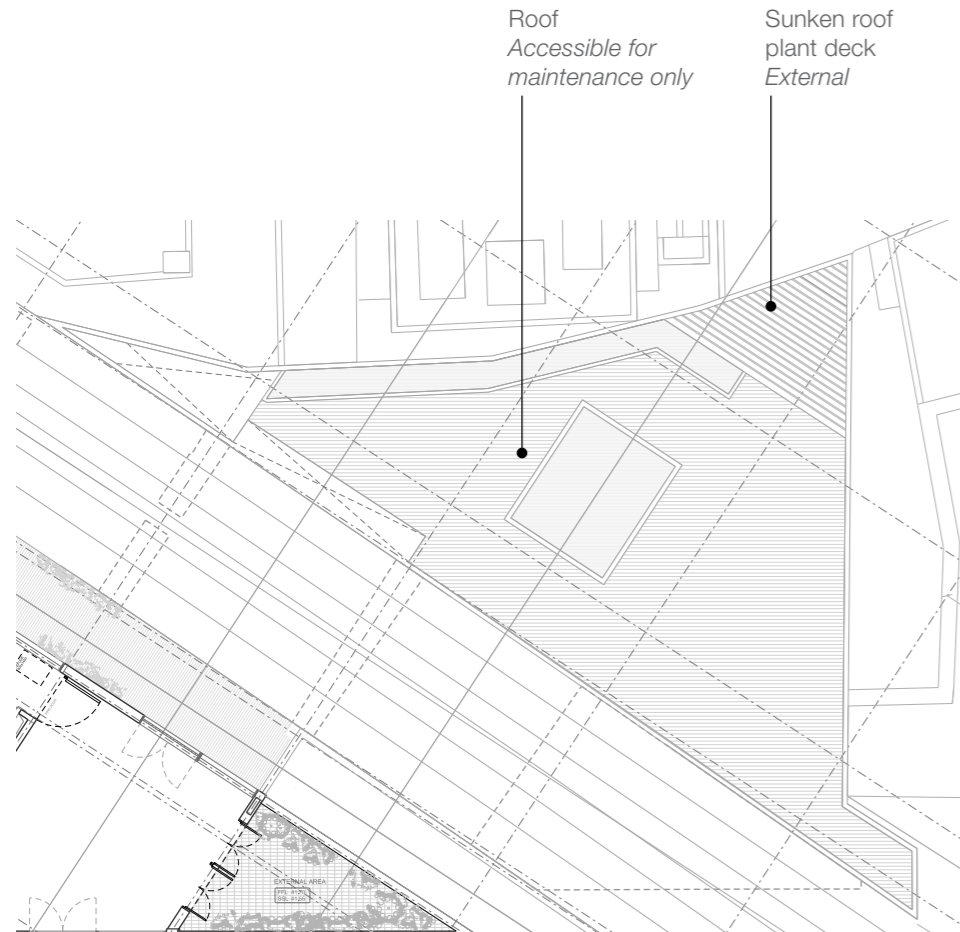 Roof
Accessible for
maintenance only
Sunken roof
plant deck
External
EXTERNAL AREA